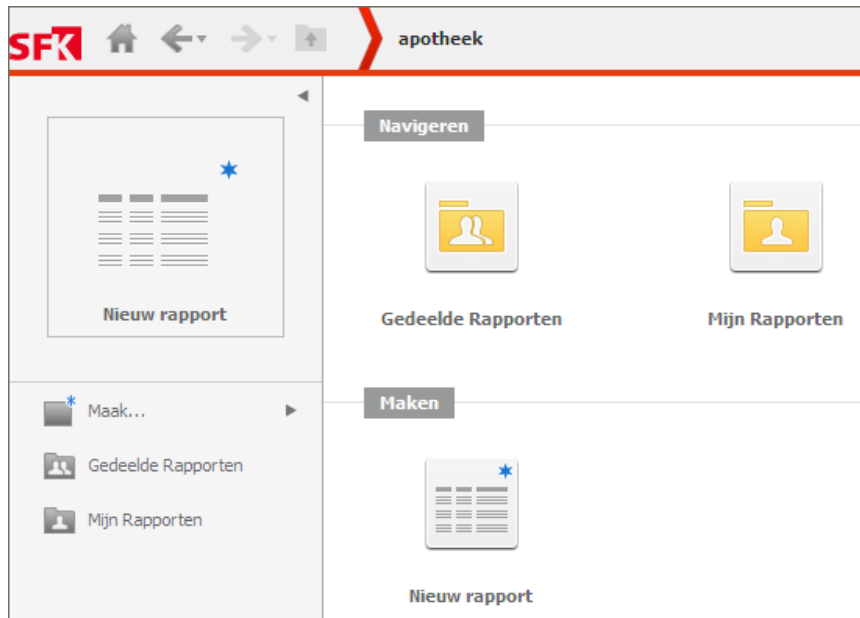 SFK
apotheek
Nieuw rapport
Maak...
Gedeelde Rapporten
Mijn Rapporten
Navigeren
Gedeelde Rapporten
Mijn Rapporten
Maken
Nieuw rapport